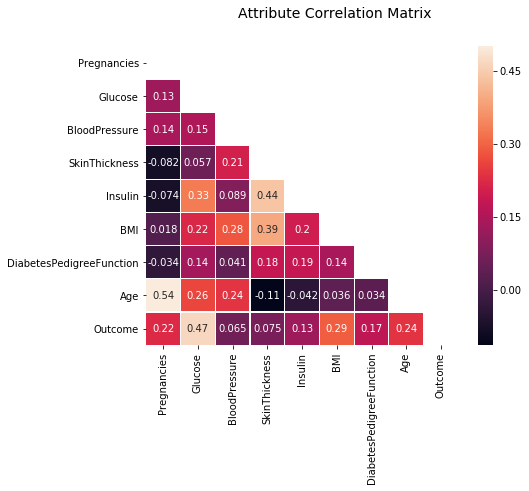 Attribute Correlation Matrix
Pregnancies
Glucose 0.13
BloodPressure 0.14 0.15
SkinThickness -0.082 0.057 0.21
Insulin -0.074 0.33 0.089 0.44
BMI 0.018 0.22 0.28 0.39 0.2
DiabetesPedigreeFunction -0.034 0.14 0.041 0.18 0.19 0.14
Age 0.54 0.26 0.24 -0.11 -0.042 0.036 0.034
Outcome 0.22 0.47 0.065 0.075 0.13 0.29 0.17 0.24
Pregnancies
Glucose
BloodPressure
SkinThickness
Insulin
BMI
DiabetesPedigreeFunction
Age
Outcome
0.45
0.30
0.15
0.00